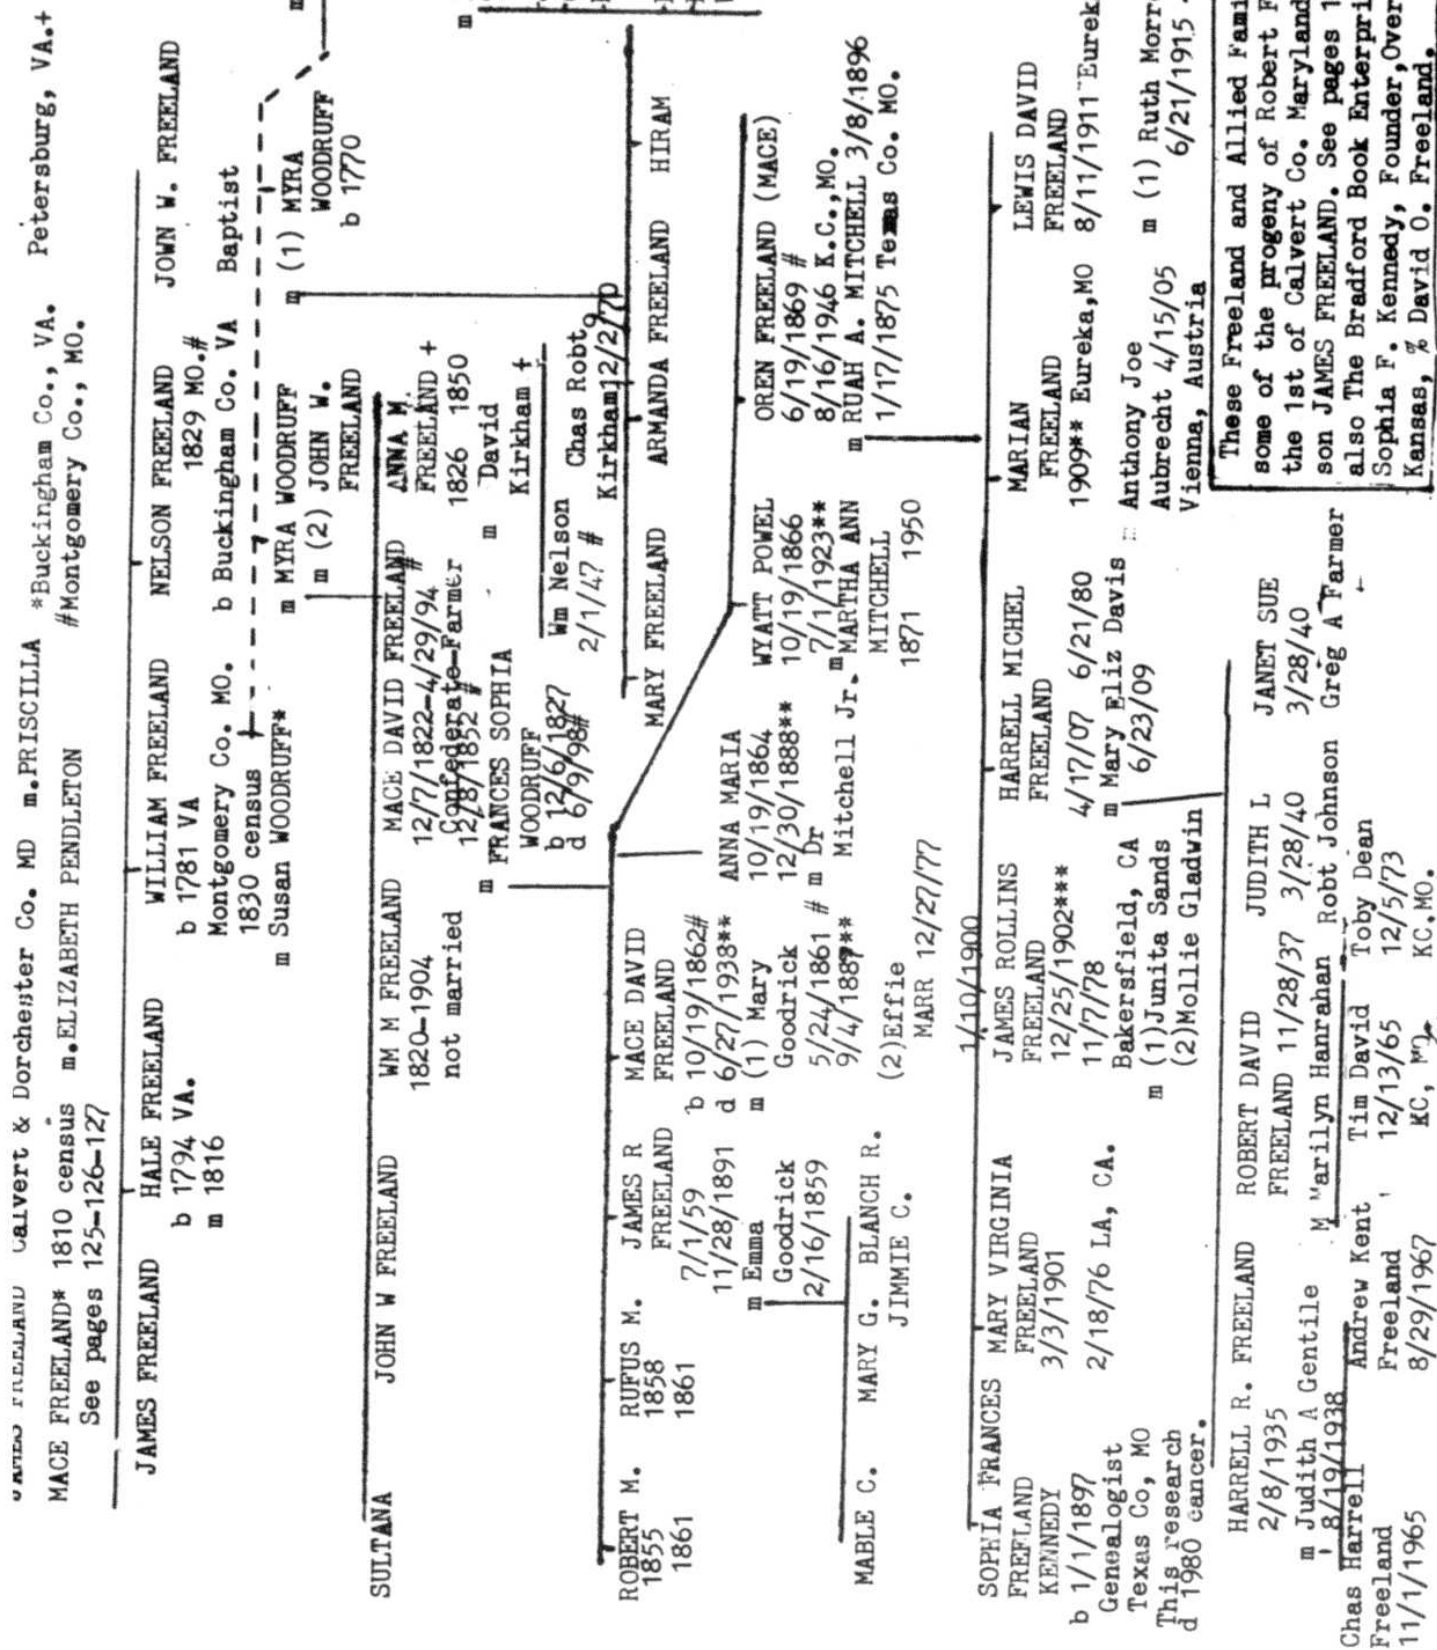 JAMES FREELAND Calvert & Dorchester Co. MD m.PRISCILLA
*Buckingham Co., VA. Petersburg, VA.+
MACE FREELAND* 1810 census m.ELIZABETH PENDLETON
#Montgomery Co., MO.
See pages 125-126-127
JAMES FREELAND
HALE FREELAND
b 1794 VA.
m 1816
WILLIAM FREELAND
b 1781 VA
Montgomery Co. MO.
1830 census
m Susan WOODRUFF*
NELSON FREELAND
1829 MO.#
b Buckingham Co. VA
m MYRA WOODRUFF
m (2) JOHN W.
FREELAND
JOWN W. FREELAND
Baptist
m (1) MYRA
WOODRUFF
b 1770
m
m
SULTANA
JOHN W FREELAND
WM M FREELAND
1820-1904
not married
MACE DAVID FREELAND
12/7/1822-4/29/94 #
Confederate-Farmer
12/8/1852 #
m FRANCES SOPHIA
WOODRUFF
b 12/6/1827
d 6/9/98#
ANNA M.
FREELAND +
1826 1850
m David
Kirkham +
Wm Nelson
2/1/47 #
Chas Robt
Kirkham12/2/70
MARY FREELAND
ARMANDA FREELAND
HIRAM
ROBERT M.
1855
1861
RUFUS M.
1858
1861
JAMES R
FREELAND
7/1/59
11/28/1891
m Emma
Goodrick
2/16/1859
MACE DAVID
FREELAND
b 10/19/1862#
d 6/27/1938**
m (1) Mary
Goodrick
5/24/1861 #
9/4/1887**
(2)Effie
MARR 12/27/77
ANNA MARIA
10/19/1864
12/30/1888**
m Dr
Mitchell Jr.
WYATT POWEL
10/19/1866
7/1/1923**
m MARTHA ANN
MITCHELL
1871 1950
OREN FREELAND (MACE)
6/19/1869 #
8/16/1946 K.C.,MO.
m RUAH A. MITCHELL 3/8/1896
1/17/1875 Texas Co. MO.
MABLE C.
MARY G.
BLANCH R.
JIMMIE C.
1/10/1900
SOPHIA FRANCES
FREELAND
KENNEDY
b 1/1/1897
Genealogist
Texas Co, MO
This research
d 1980 cancer.
MARY VIRGINIA
FREELAND
3/3/1901
2/18/76 LA, CA.
JAMES ROLLINS
FREELAND
12/25/1902***
11/7/78
Bakersfield, CA
m (1)Junita Sands
(2)Mollie Gladwin
HARRELL MICHEL
FREELAND
4/17/07 6/21/80
m Mary Eliz Davis
6/23/09
MARIAN
FREELAND
1909** Eureka,MO
Anthony Joe
Aubrecht 4/15/05
Vienna, Austria
LEWIS DAVID
FREELAND
8/11/1911 Eurek
m (1) Ruth Morr
6/21/1915
HARRELL R. FREELAND
2/8/1935
m Judith A Gentile
8/19/1938
ROBERT DAVID
FREELAND 11/28/37
M Marilyn Hanrahan
JUDITH L
3/28/40
Robt Johnson
JANET SUE
3/28/40
Greg A Farmer
Chas Harrell
Freeland
11/1/1965
Andrew Kent
Freeland
8/29/1967
Tim David
12/13/65
KC, MO
Toby Dean
12/5/73
KC.MO.
These Freeland and Allied Fami
some of the progeny of Robert F
the 1st of Calvert Co. Maryland
son JAMES FREELAND. See pages 1
also The Bradford Book Enterpri
Sophia F. Kennedy, Founder,Over
Kansas, % David O. Freeland.